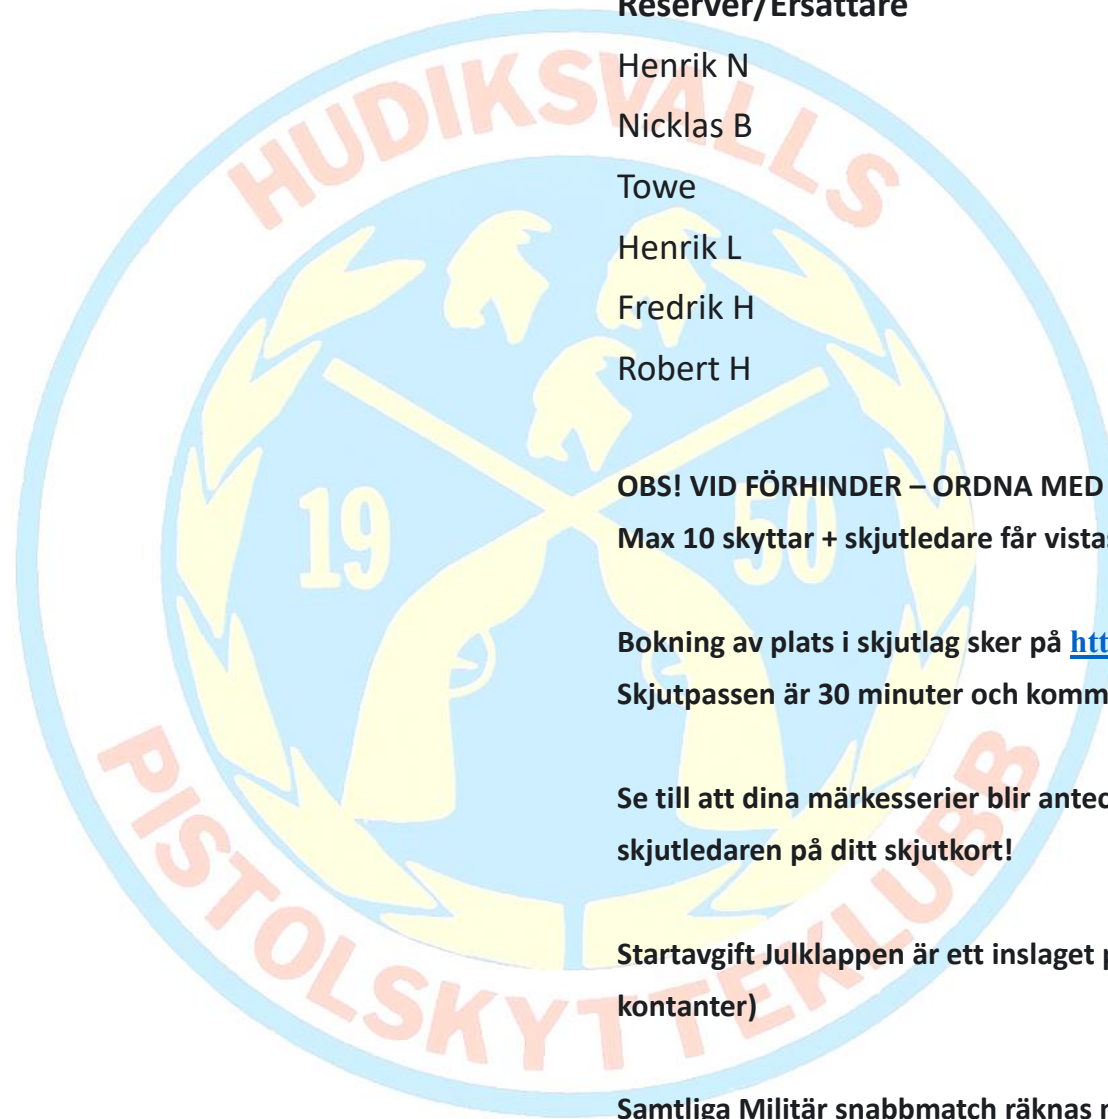 Reserver/Ersättare
Henrik N
Nicklas B
Towe
Henrik L
Fredrik H
Robert H
OBS! VID FÖRHINDER – ORDNA MED
Max 10 skyttar + skjutledare får vistas
Bokning av plats i skjutlag sker på htt
Skjutpassen är 30 minuter och komm
Se till att dina märkesserier blir antec
skjutledaren på ditt skjutkort!
Startavgift Julklappen är ett inslaget p
kontanter)
Samtliga Militär snabbmatch räknas
HUDIKSVALLS
19 50
PISTOLSKYTTEKLUBB